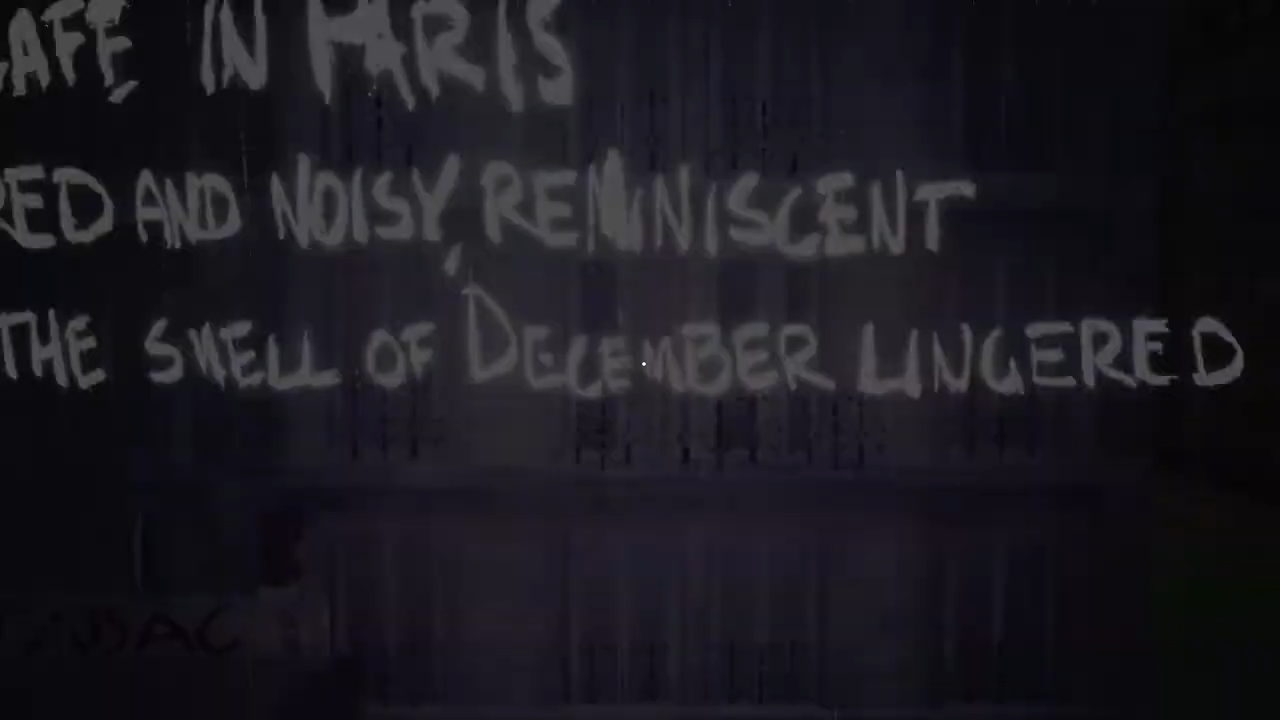 CAFE IN PARIS
RED AND NOISY, REMINISCENT
THE SMELL OF DECEMBER LINGERED